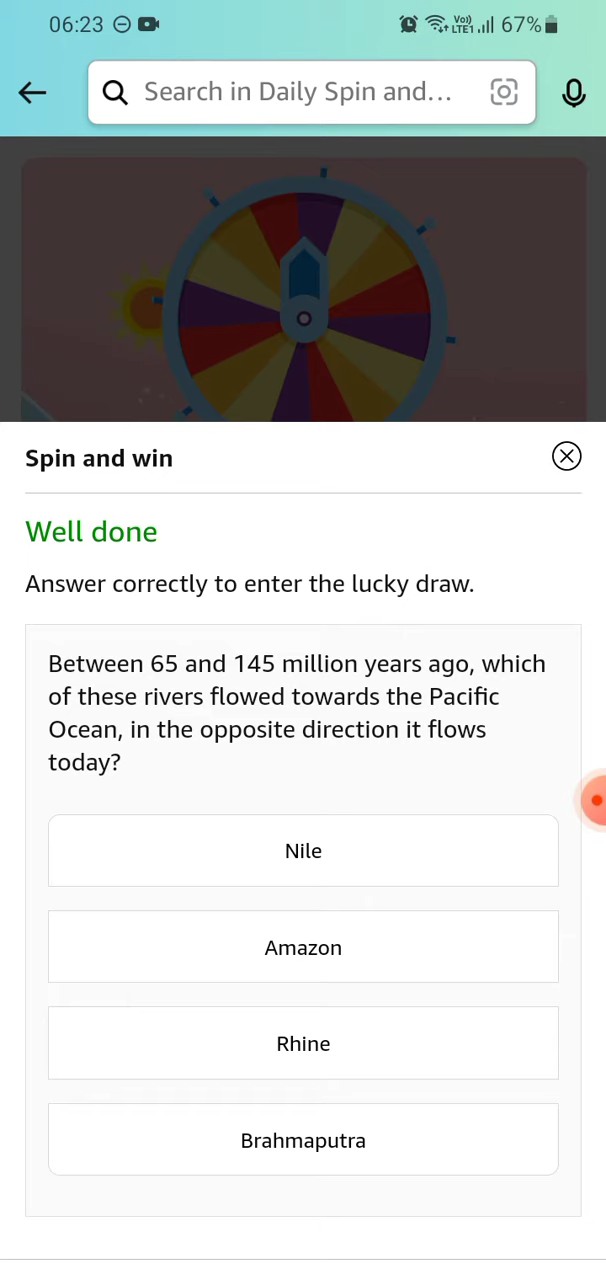 06:23
Vo)) LTE1 67%
Search in Daily Spin and...
Spin and win
Well done
Answer correctly to enter the lucky draw.
Between 65 and 145 million years ago, which
of these rivers flowed towards the Pacific
Ocean, in the opposite direction it flows
today?
Nile
Amazon
Rhine
Brahmaputra